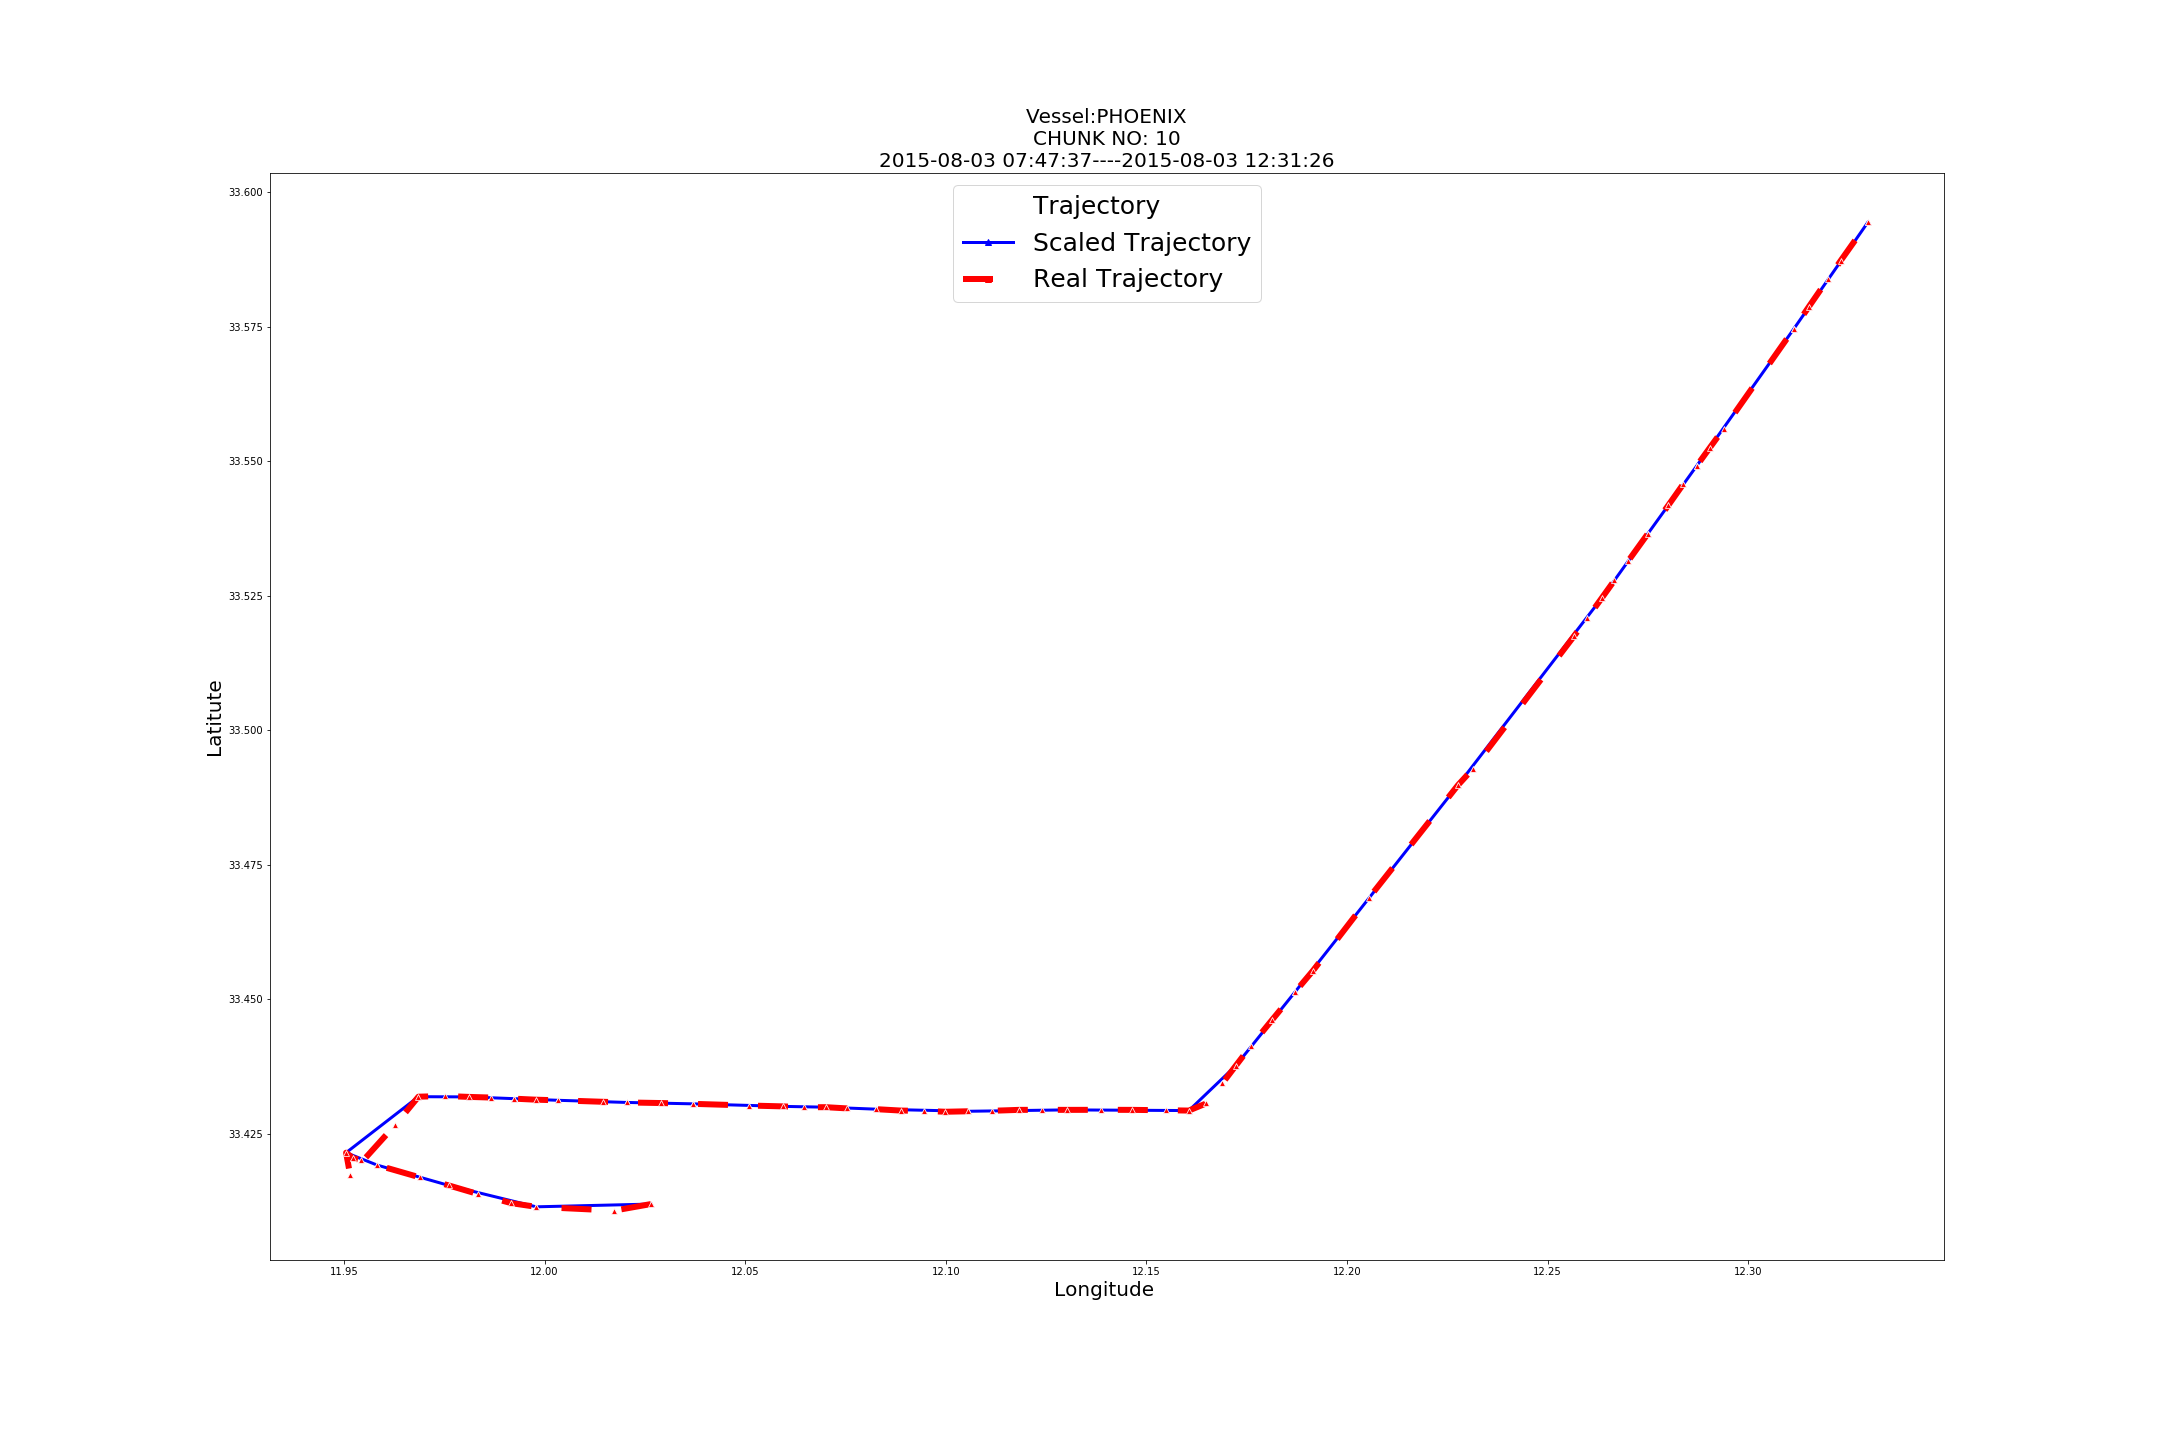 Vessel:PHOENIX
CHUNK NO: 10
2015-08-03 07:47:37----2015-08-03 12:31:26
Trajectory
Scaled Trajectory
Real Trajectory
Latitute
33.600
33.575
33.550
33.525
33.500
33.475
33.450
33.425
11.95 12.00 12.05 12.10 12.15 12.20 12.25 12.30
Longitude